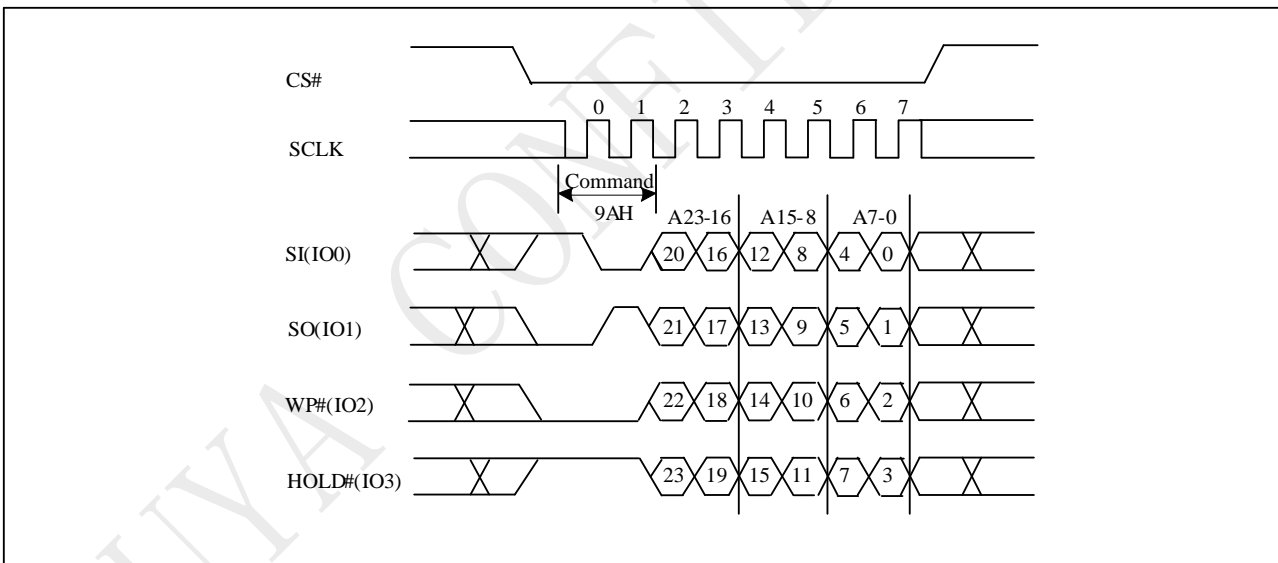 CS#
0 1 2 3 4 5 6 7
SCLK
Command
9AH
A23-16 A15-8 A7-0
SI(IO0) 20 16 12 8 4 0
SO(IO1) 21 17 13 9 5 1
WP#(IO2) 22 18 14 10 6 2
HOLD#(IO3) 23 19 15 11 7 3